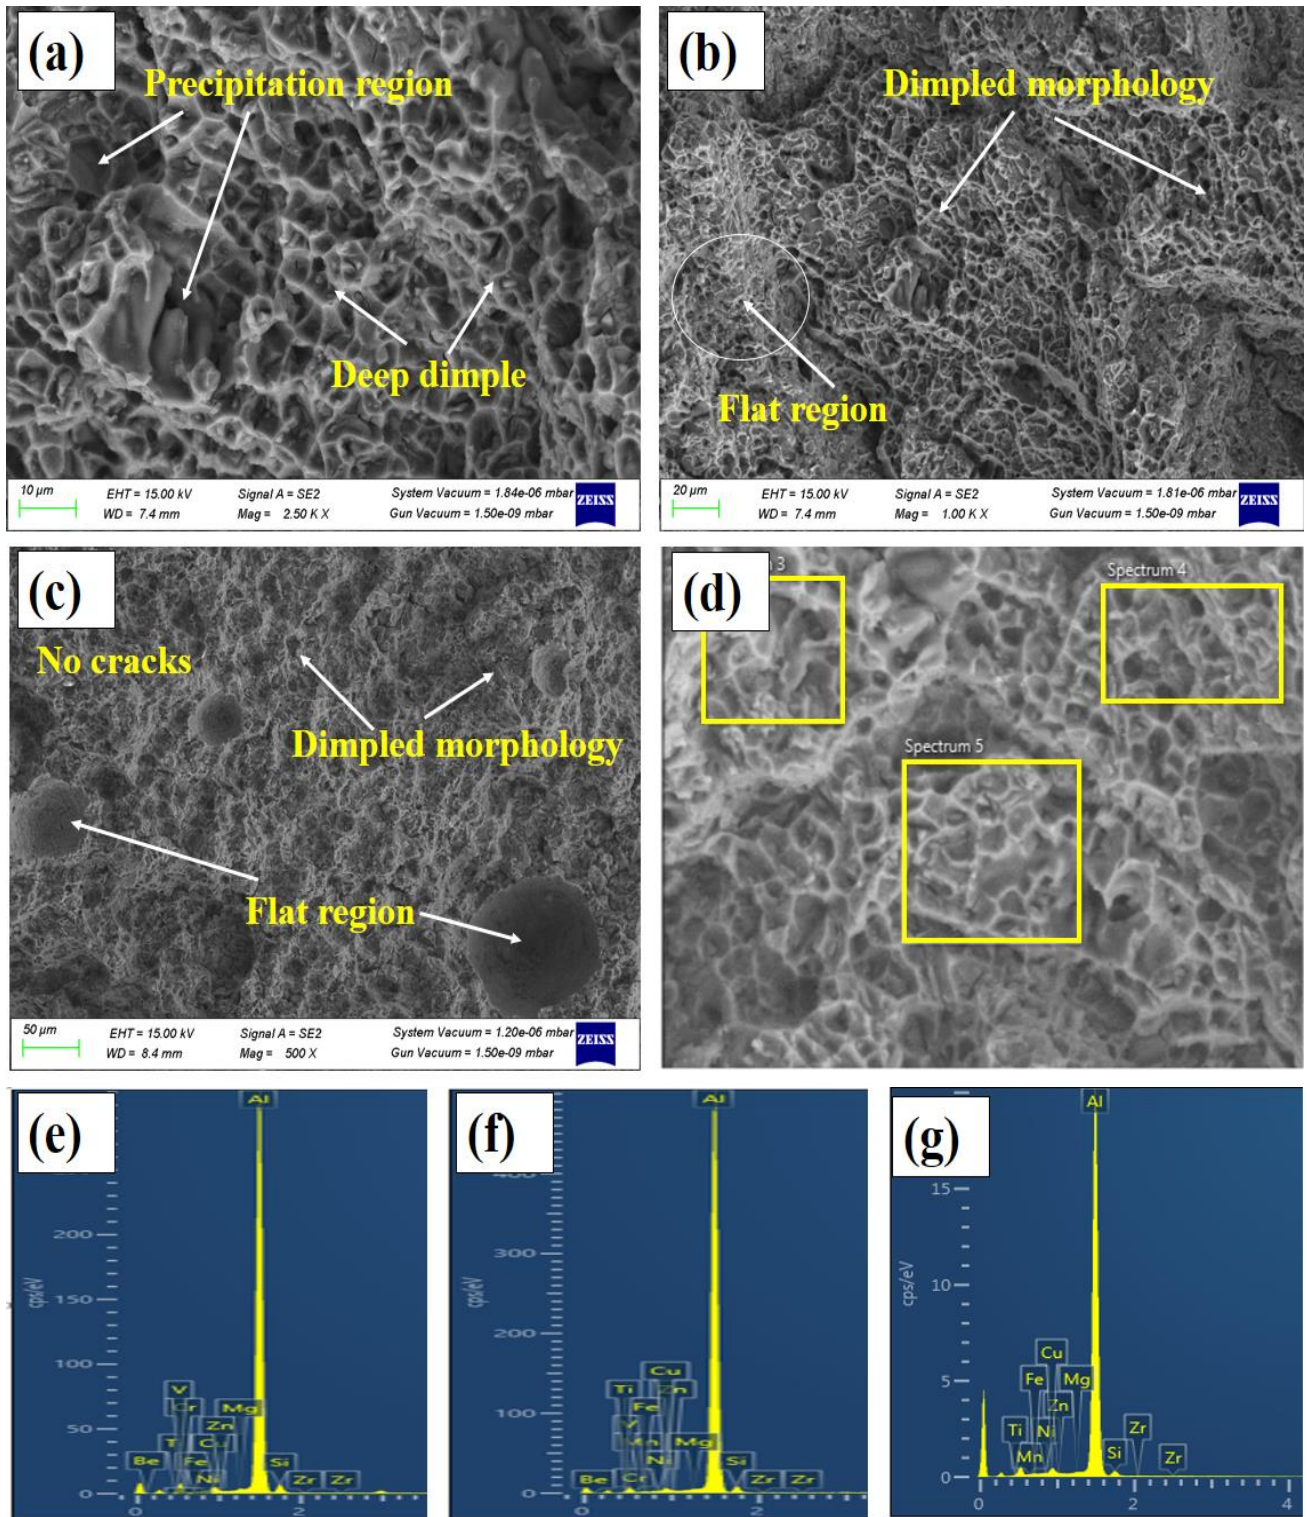 (a)
Precipitation region
Deep dimple
10 µm
EHT = 15.00 kV
WD = 7.4 mm
Signal A = SE2
Mag = 2.50 K X
System Vacuum = 1.84e-06 mbar
Gun Vacuum = 1.50e-09 mbar
ZEISS
(b)
Dimpled morphology
Flat region
20 µm
EHT = 15.00 kV
WD = 7.4 mm
Signal A = SE2
Mag = 1.00 K X
System Vacuum = 1.81e-06 mbar
Gun Vacuum = 1.50e-09 mbar
ZEISS
(c)
No cracks
Dimpled morphology
Flat region
50 µm
EHT = 15.00 kV
WD = 8.4 mm
Signal A = SE2
Mag = 500 X
System Vacuum = 1.20e-06 mbar
Gun Vacuum = 1.50e-09 mbar
ZEISS
(d)
3
Spectrum 4
Spectrum 5
(e)
Al
200
150
cps/eV
100
V
Cr Mg
50
Zn
Cu
Be Fe Si
Ni Zr Zr
0
0 2
(f)
Al
300
cps/eV
200
Cu
Ti Zn
100
Fe
V
Mn Mg
Ni Si
Be Cr Zr Zr
0
0 2
(g)
Al
15
10
cps/eV
Cu
5
Fe Mg
Zn
Ti Ni Zr
Mn Si Zr
0
0 2 4